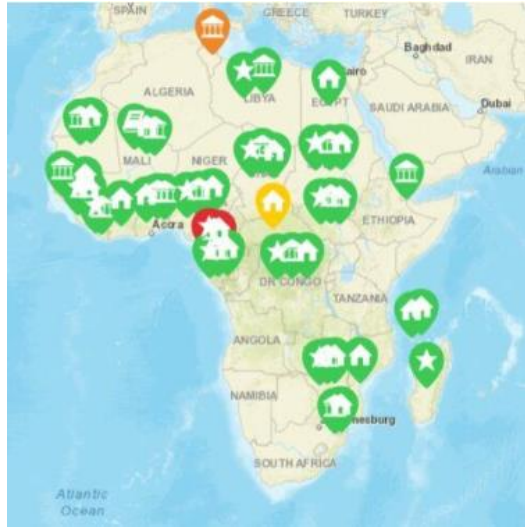 SPAIN
GREECE
TURKEY
Baghdad
IRAN
ALGERIA
LIBYA
EGYPT
SAUDI ARABIA
Dubai
Arabian
MALI
NIGER
Accra
ETHIOPIA
DR CONGO
TANZANIA
ANGOLA
NAMIBIA
nesburg
SOUTH AFRICA
Atlantic
Ocean